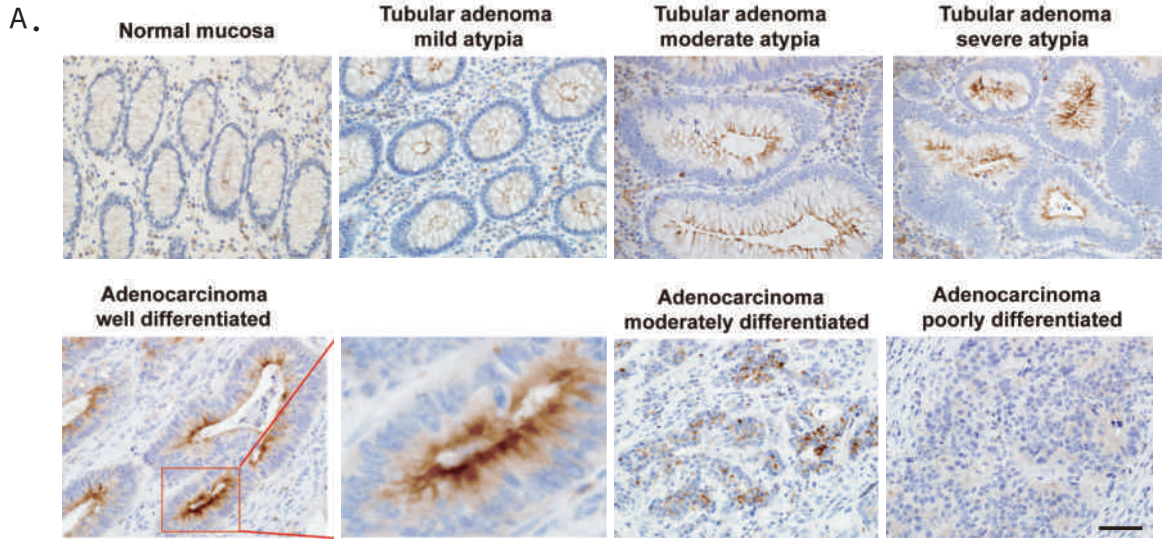 A.
Normal mucosa
Tubular adenoma
mild atypia
Tubular adenoma
moderate atypia
Tubular adenoma
severe atypia
Adenocarcinoma
well differentiated
Adenocarcinoma
moderately differentiated
Adenocarcinoma
poorly differentiated